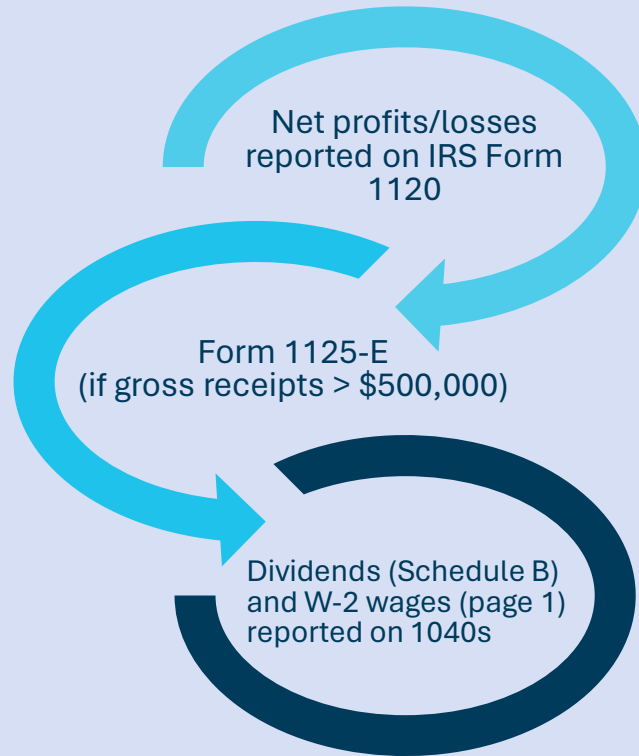 Net profits/losses
reported on IRS Form
1120
Form 1125-E
(if gross receipts > $500,000)
Dividends (Schedule B)
and W-2 wages (page 1)
reported on 1040s